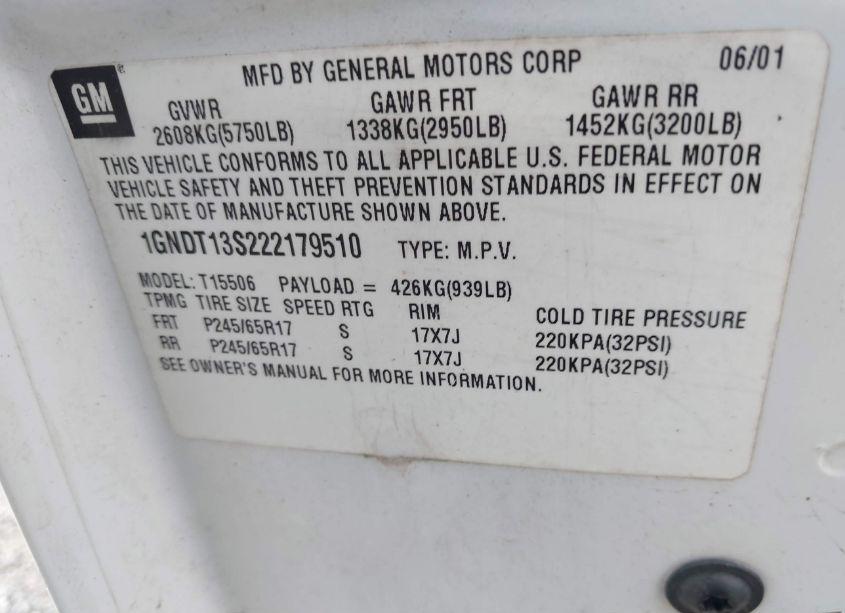 GM
MFD BY GENERAL MOTORS CORP 06/01
GVWR GAWR FRT GAWR RR
2608KG(5750LB) 1338KG(2950LB) 1452KG(3200LB)
THIS VEHICLE CONFORMS TO ALL APPLICABLE U.S. FEDERAL MOTOR
VEHICLE SAFETY AND THEFT PREVENTION STANDARDS IN EFFECT ON
THE DATE OF MANUFACTURE SHOWN ABOVE.
1GNDT13S222179510 TYPE: M.P.V.
MODEL: T15506 PAYLOAD = 426KG(939LB)
TPMG TIRE SIZE SPEED RTG RIM COLD TIRE PRESSURE
FRT P245/65R17 S 17X7J 220KPA(32PSI)
RR P245/65R17 S 17X7J 220KPA(32PSI)
SEE OWNER'S MANUAL FOR MORE INFORMATION.